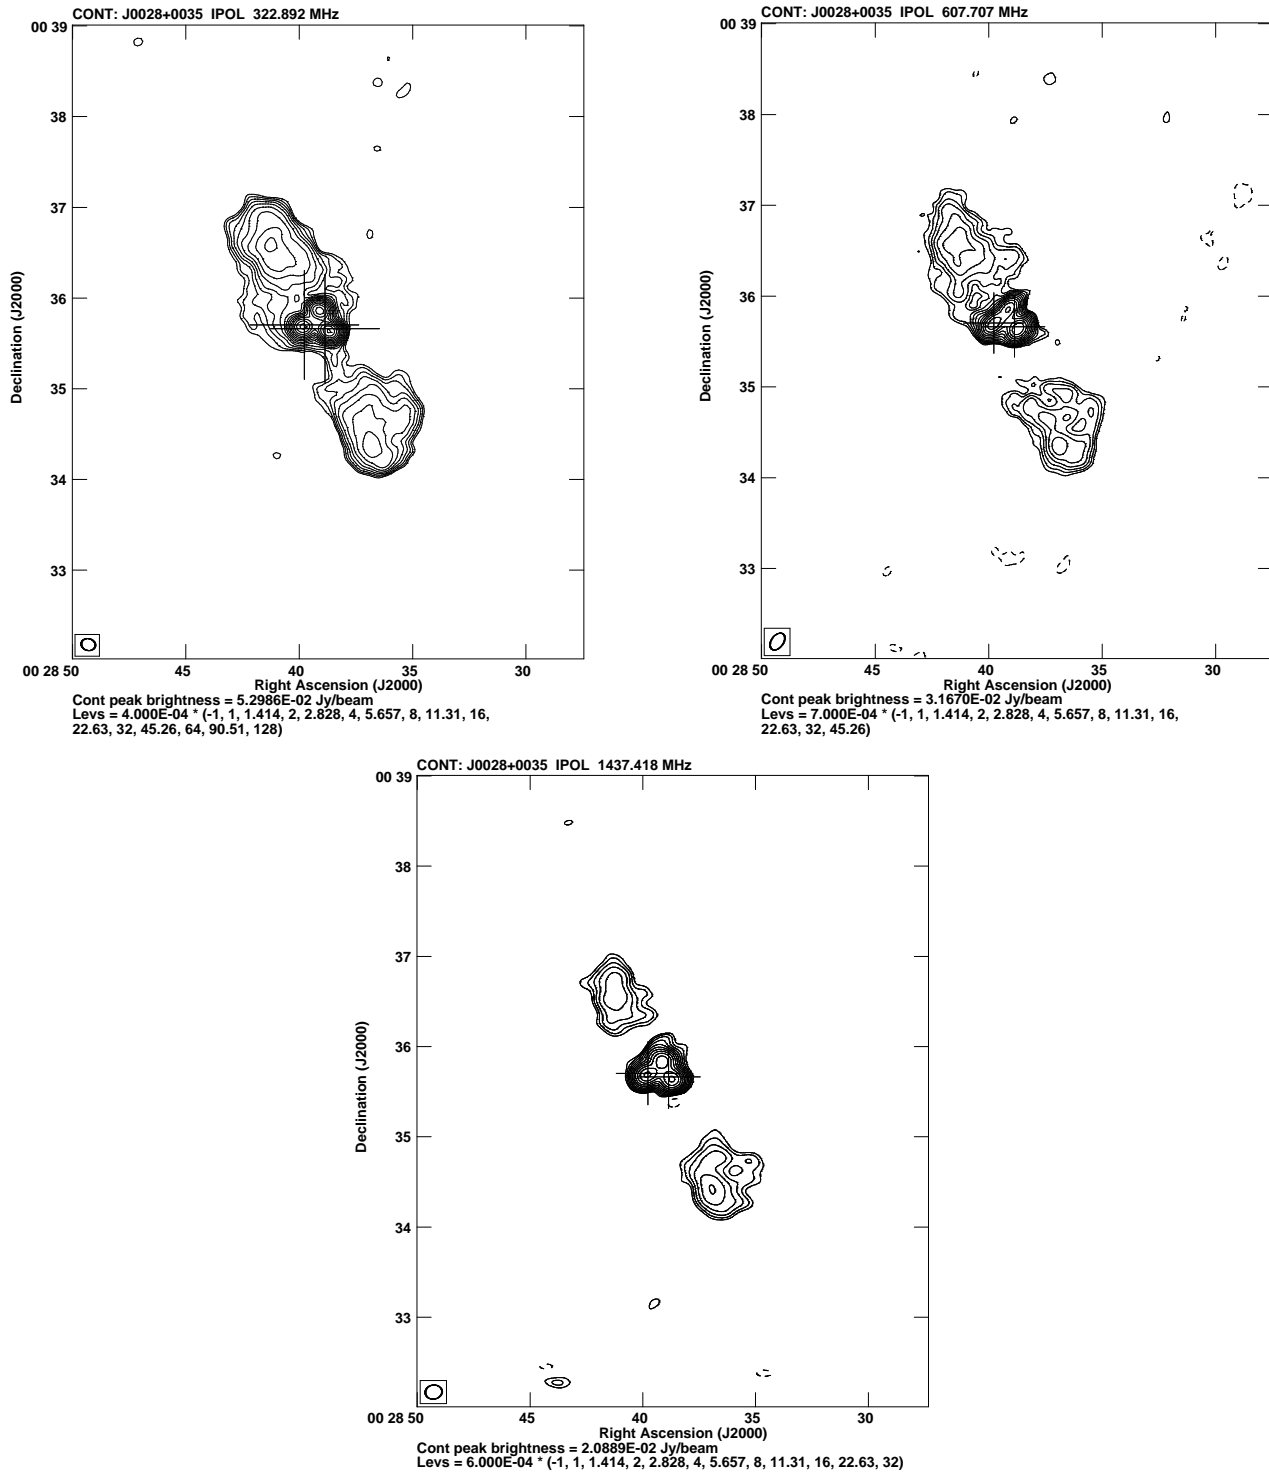 CONT: J0028+0035 IPOL 322.892 MHz
00 39
38
37
36
35
34
33
Declination (J2000)
00 28 50 45 40 35 30
Right Ascension (J2000)
Cont peak brightness = 5.2986E-02 Jy/beam
Levs = 4.000E-04 * (-1, 1, 1.414, 2, 2.828, 4, 5.657, 8, 11.31, 16,
22.63, 32, 45.26, 64, 90.51, 128)
CONT: J0028+0035 IPOL 607.707 MHz
00 39
38
37
36
35
34
33
Declination (J2000)
00 28 50 45 40 35 30
Right Ascension (J2000)
Cont peak brightness = 3.1670E-02 Jy/beam
Levs = 7.000E-04 * (-1, 1, 1.414, 2, 2.828, 4, 5.657, 8, 11.31, 16,
22.63, 32, 45.26)
CONT: J0028+0035 IPOL 1437.418 MHz
00 39
38
37
36
35
34
33
Declination (J2000)
00 28 50 45 40 35 30
Right Ascension (J2000)
Cont peak brightness = 2.0889E-02 Jy/beam
Levs = 6.000E-04 * (-1, 1, 1.414, 2, 2.828, 4, 5.657, 8, 11.31, 16, 22.63, 32)